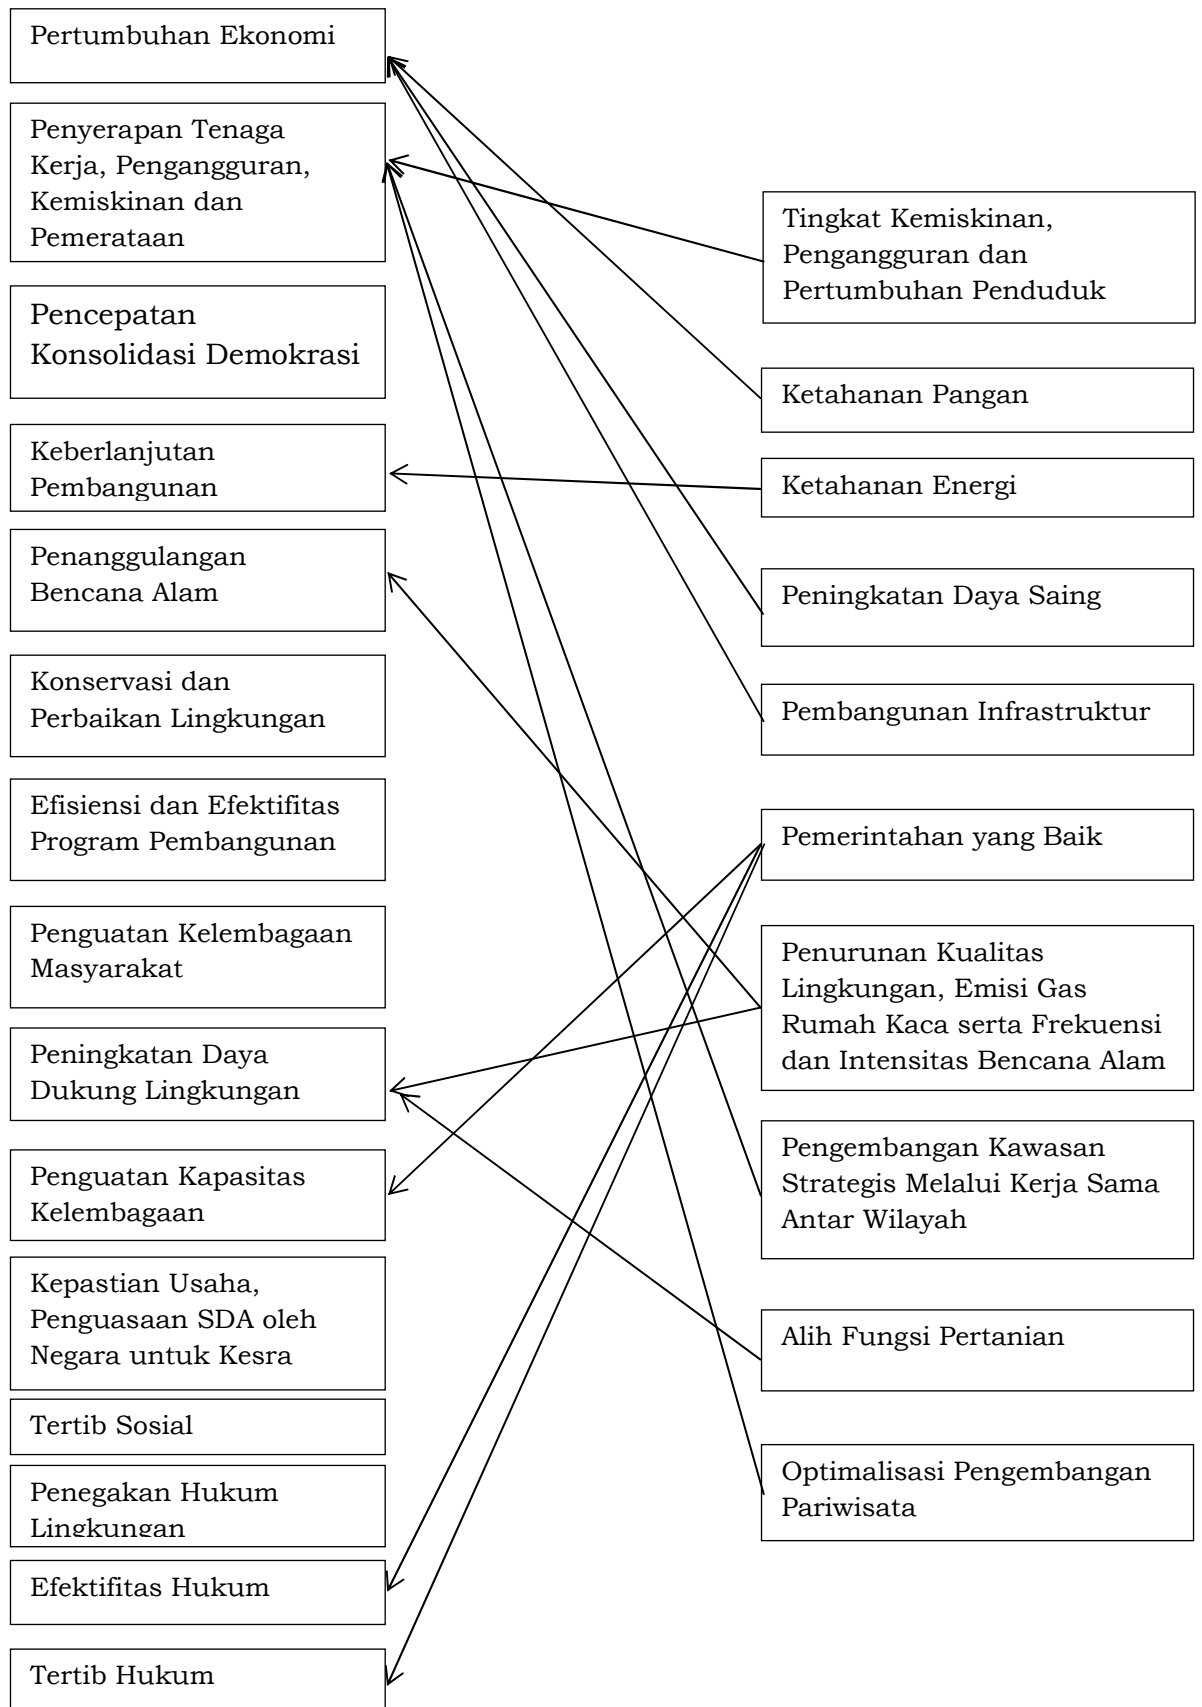 Pertumbuhan Ekonomi
Penyerapan Tenaga
Kerja, Pengangguran,
Kemiskinan dan
Pemerataan
Pencepatan
Konsolidasi Demokrasi
Keberlanjutan
Pembangunan
Penanggulangan
Bencana Alam
Konservasi dan
Perbaikan Lingkungan
Efisiensi dan Efektifitas
Program Pembangunan
Penguatan Kelembagaan
Masyarakat
Peningkatan Daya
Dukung Lingkungan
Penguatan Kapasitas
Kelembagaan
Kepastian Usaha,
Penguasaan SDA oleh
Negara untuk Kesra
Tertib Sosial
Penegakan Hukum
Lingkungan
Efektifitas Hukum
Tertib Hukum
Tingkat Kemiskinan,
Pengangguran dan
Pertumbuhan Penduduk
Ketahanan Pangan
Ketahanan Energi
Peningkatan Daya Saing
Pembangunan Infrastruktur
Pemerintahan yang Baik
Penurunan Kualitas
Lingkungan, Emisi Gas
Rumah Kaca serta Frekuensi
dan Intensitas Bencana Alam
Pengembangan Kawasan
Strategis Melalui Kerja Sama
Antar Wilayah
Alih Fungsi Pertanian
Optimalisasi Pengembangan
Pariwisata